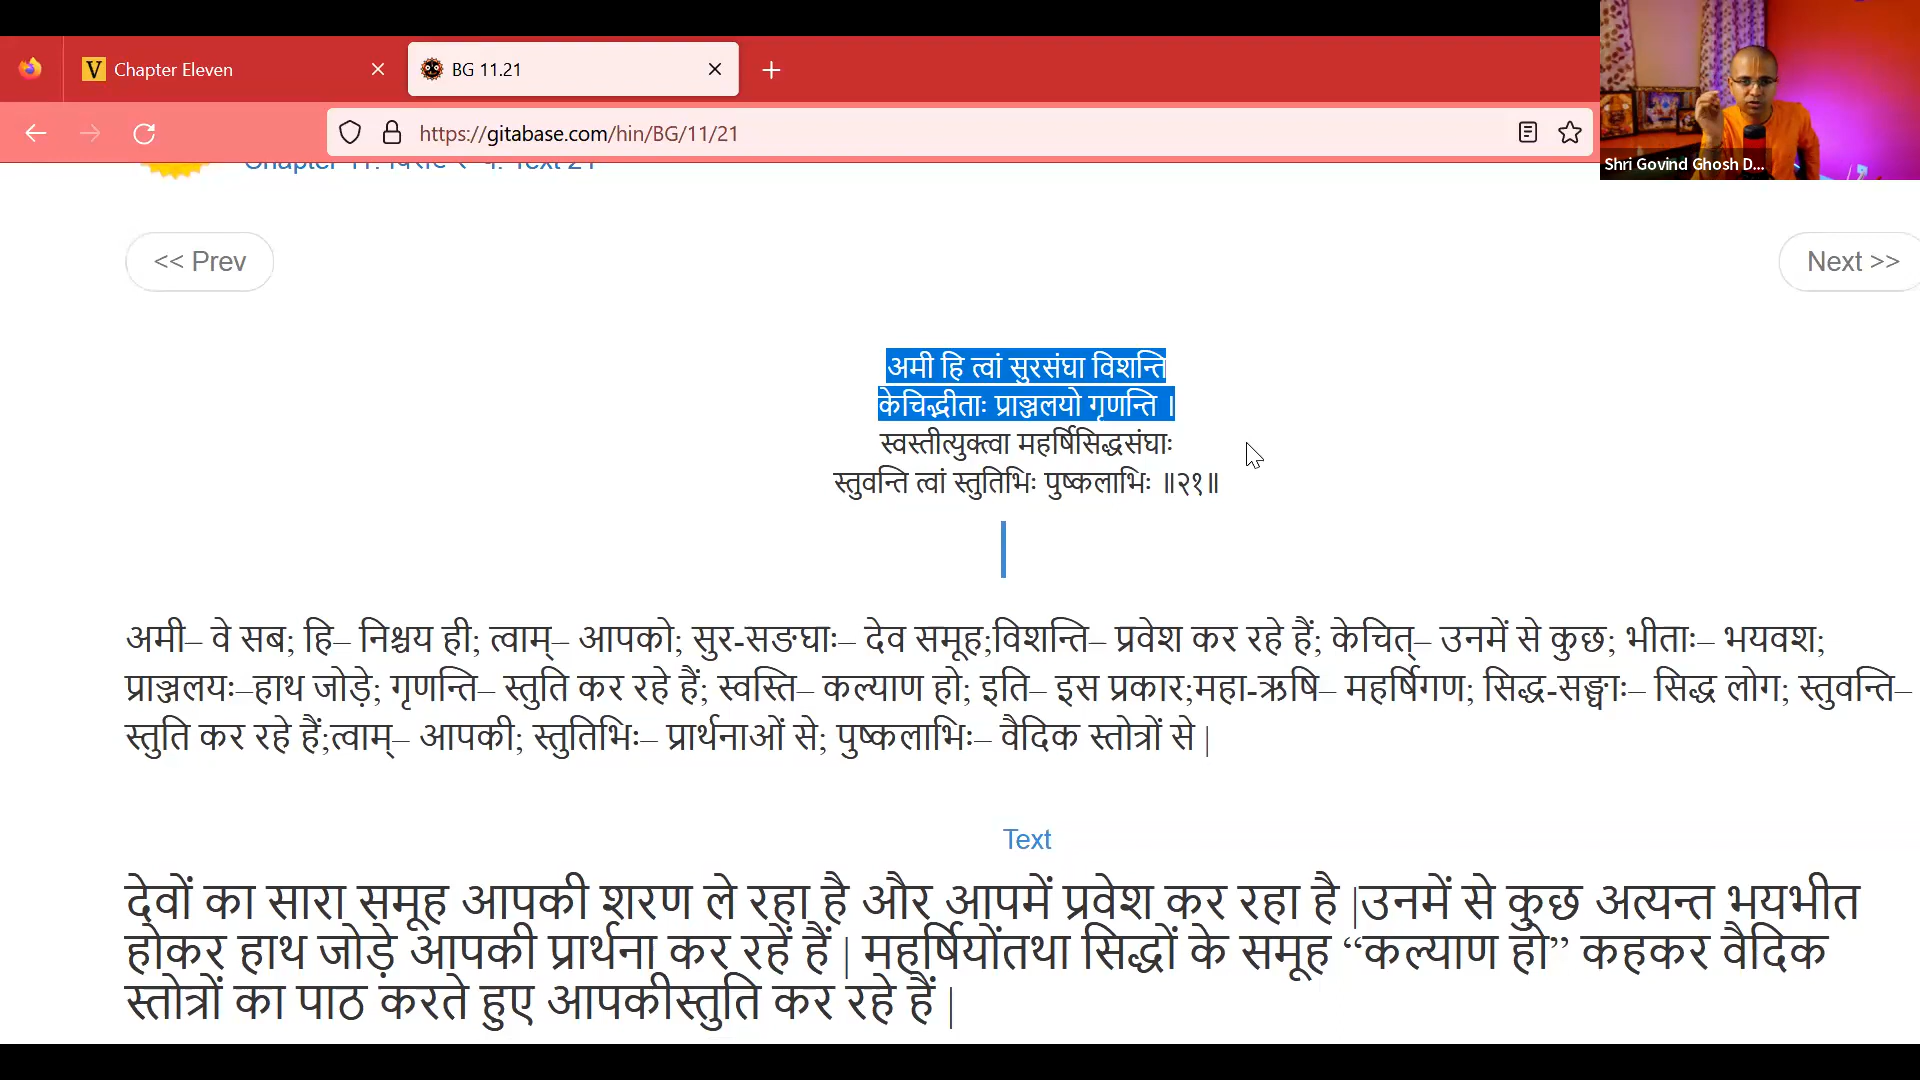 Chapter Eleven
BG 11.21
https://gitabase.com/hin/BG/11/21
Shri Govind Ghosh D...
<< Prev
Next >>
अमी हि त्वां सुरसंघा विशन्ति
केचिद्भीताः प्राञ्जलयो गृणन्ति ।
स्वस्तीत्युक्त्वा महर्षिसिद्धसंघाः
स्तुवन्ति त्वां स्तुतिभिः पुष्कलाभिः ॥२१॥
अमी– वे सब; हि– निश्चय ही; त्वाम्– आपको; सुर-सङघाः– देव समूह;विशन्ति– प्रवेश कर रहे हैं; केचित्– उनमें से कुछ; भीताः– भयवश;
प्राञ्जलयः–हाथ जोड़े; गृणन्ति– स्तुति कर रहे हैं; स्वस्ति– कल्याण हो; इति– इस प्रकार;महा-ऋषि– महर्षिगण; सिद्ध-सङ्घाः– सिद्ध लोग; स्तुवन्ति–
स्तुति कर रहे हैं;त्वाम्– आपकी; स्तुतिभिः– प्रार्थनाओं से; पुष्कलाभिः– वैदिक स्तोत्रों से |
Text
देवों का सारा समूह आपकी शरण ले रहा है और आपमें प्रवेश कर रहा है |उनमें से कुछ अत्यन्त भयभीत
होकर हाथ जोड़े आपकी प्रार्थना कर रहें हैं | महर्षियोंतथा सिद्धों के समूह “कल्याण हो” कहकर वैदिक
स्तोत्रों का पाठ करते हुए आपकीस्तुति कर रहे हैं |